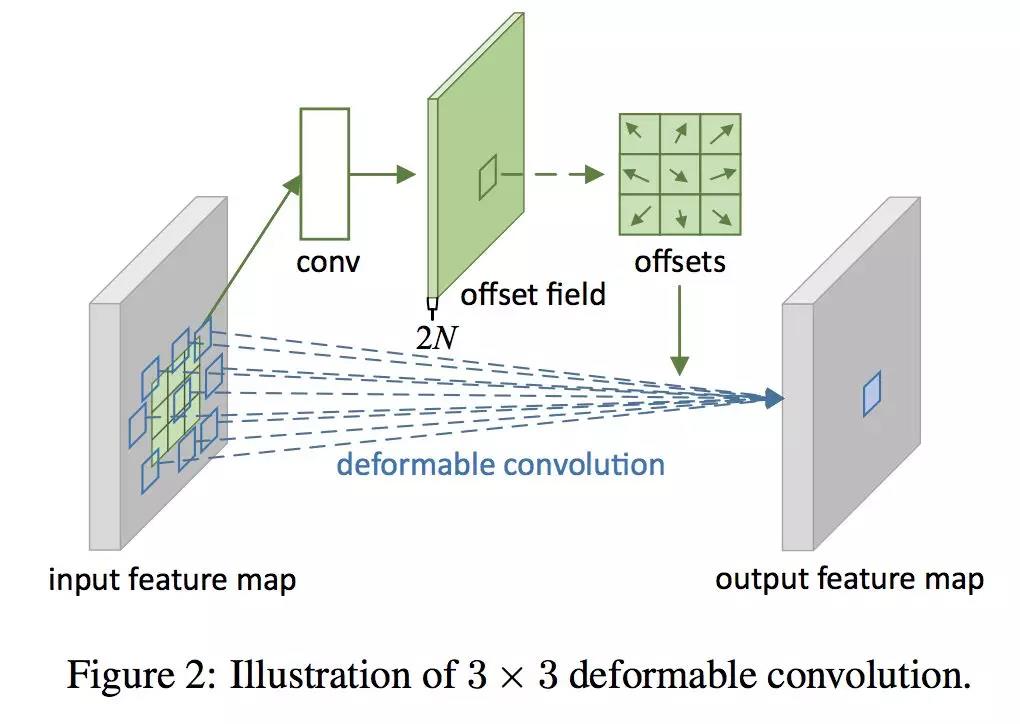 conv
offsets
offset field
2N
deformable convolution
input feature map
output feature map
Figure 2: Illustration of 3 × 3 deformable convolution.